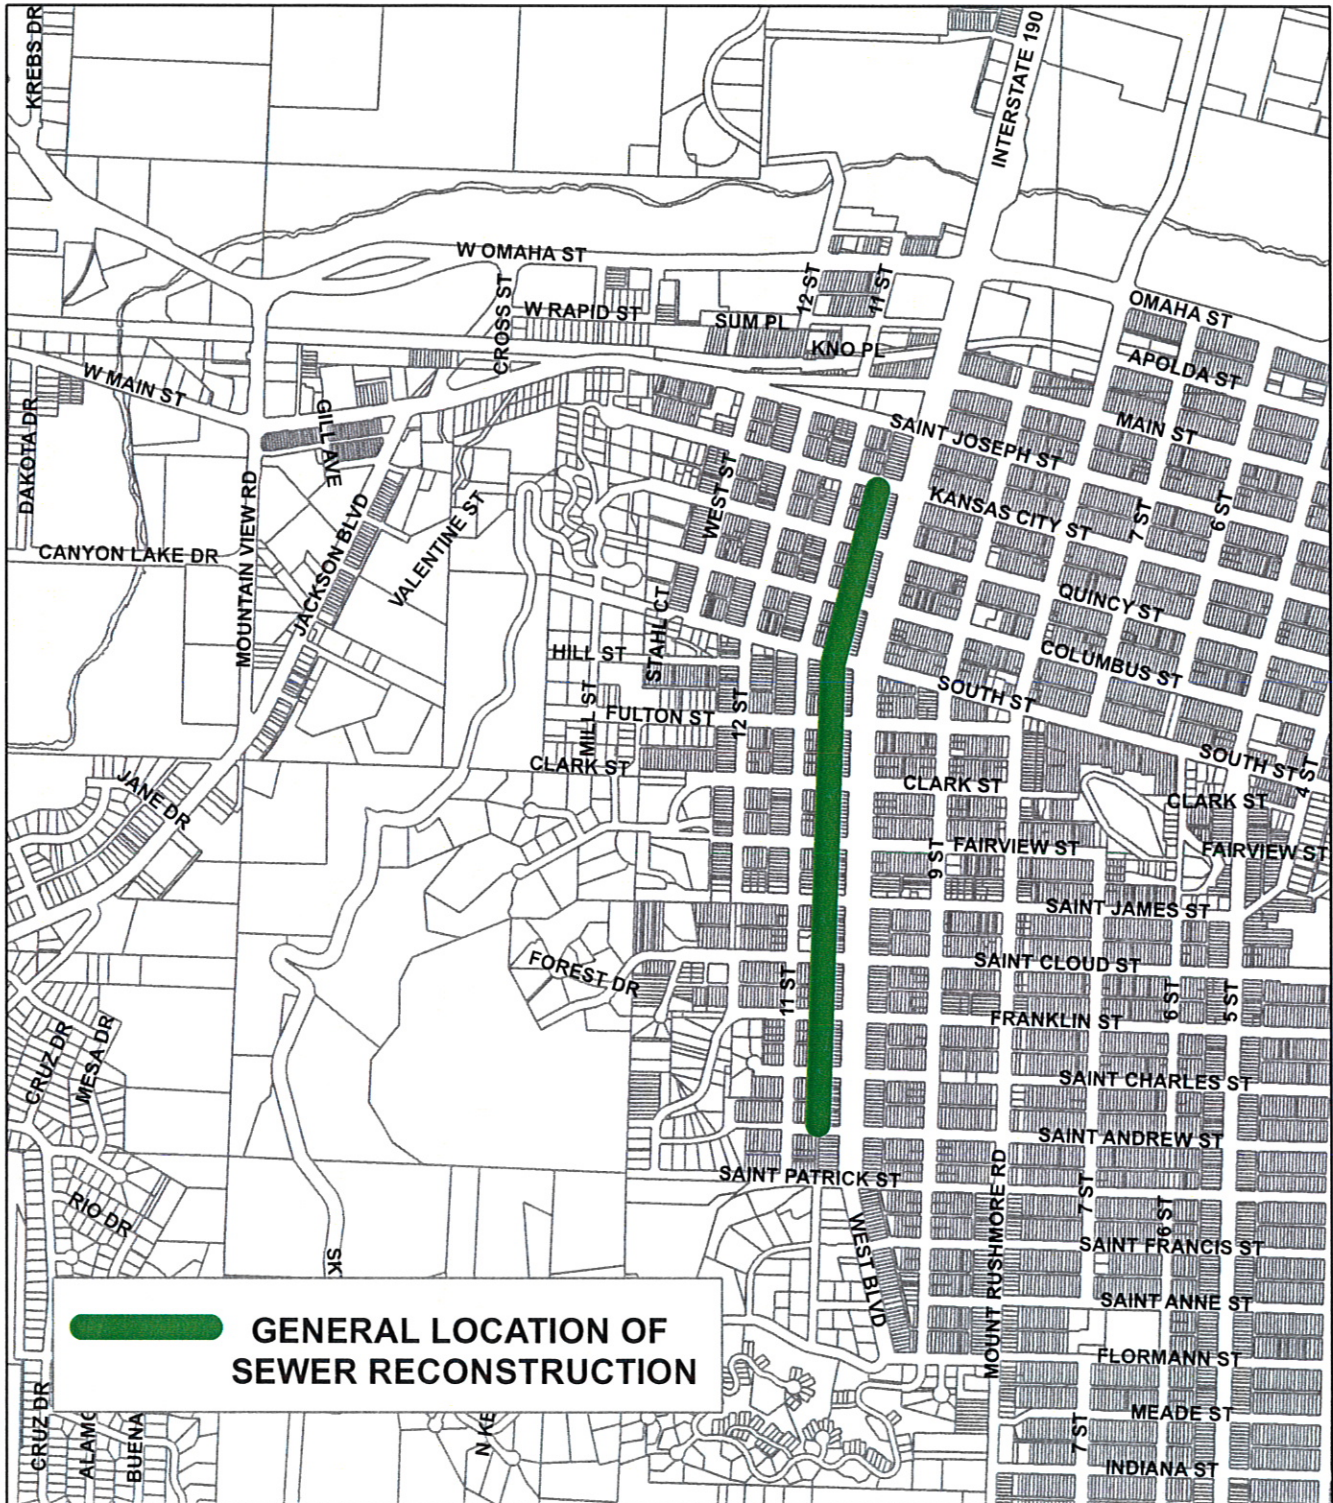 KREBS DR
INTERSTATE 190
W OMAHA ST
CROSS ST
W RAPID ST
SUM PL
12 ST
11 ST
KNO PL
OMAHA ST
APOLDA ST
W MAIN ST
DAKOTA DR
GILL AVE
MAIN ST
SAINT JOSEPH ST
WEST ST
KANSAS CITY ST
7 ST
6 ST
MOUNTAIN VIEW RD
JACKSON BLVD
VALENTINE ST
CANYON LAKE DR
QUINCY ST
STAHL CT
HILL ST
COLUMBUS ST
SOUTH ST
MILL ST
FULTON ST
12 ST
CLARK ST
SOUTH ST
4 ST
CLARK ST
CLARK ST
JANE DR
9 ST
FAIRVIEW ST
FAIRVIEW ST
SAINT JAMES ST
FOREST DR
11 ST
SAINT CLOUD ST
6 ST
5 ST
FRANKLIN ST
CRUZ DR
MESA DR
SAINT CHARLES ST
SAINT ANDREW ST
SAINT PATRICK ST
MOUNT RUSHMORE RD
7 ST
6 ST
RIO DR
WEST BLVD
SAINT FRANCIS ST
SK
SAINT ANNE ST
GENERAL LOCATION OF
SEWER RECONSTRUCTION
FLORMANN ST
CRUZ DR
ALAMO
BUENA
N KE
MEADE ST
7 ST
INDIANA ST